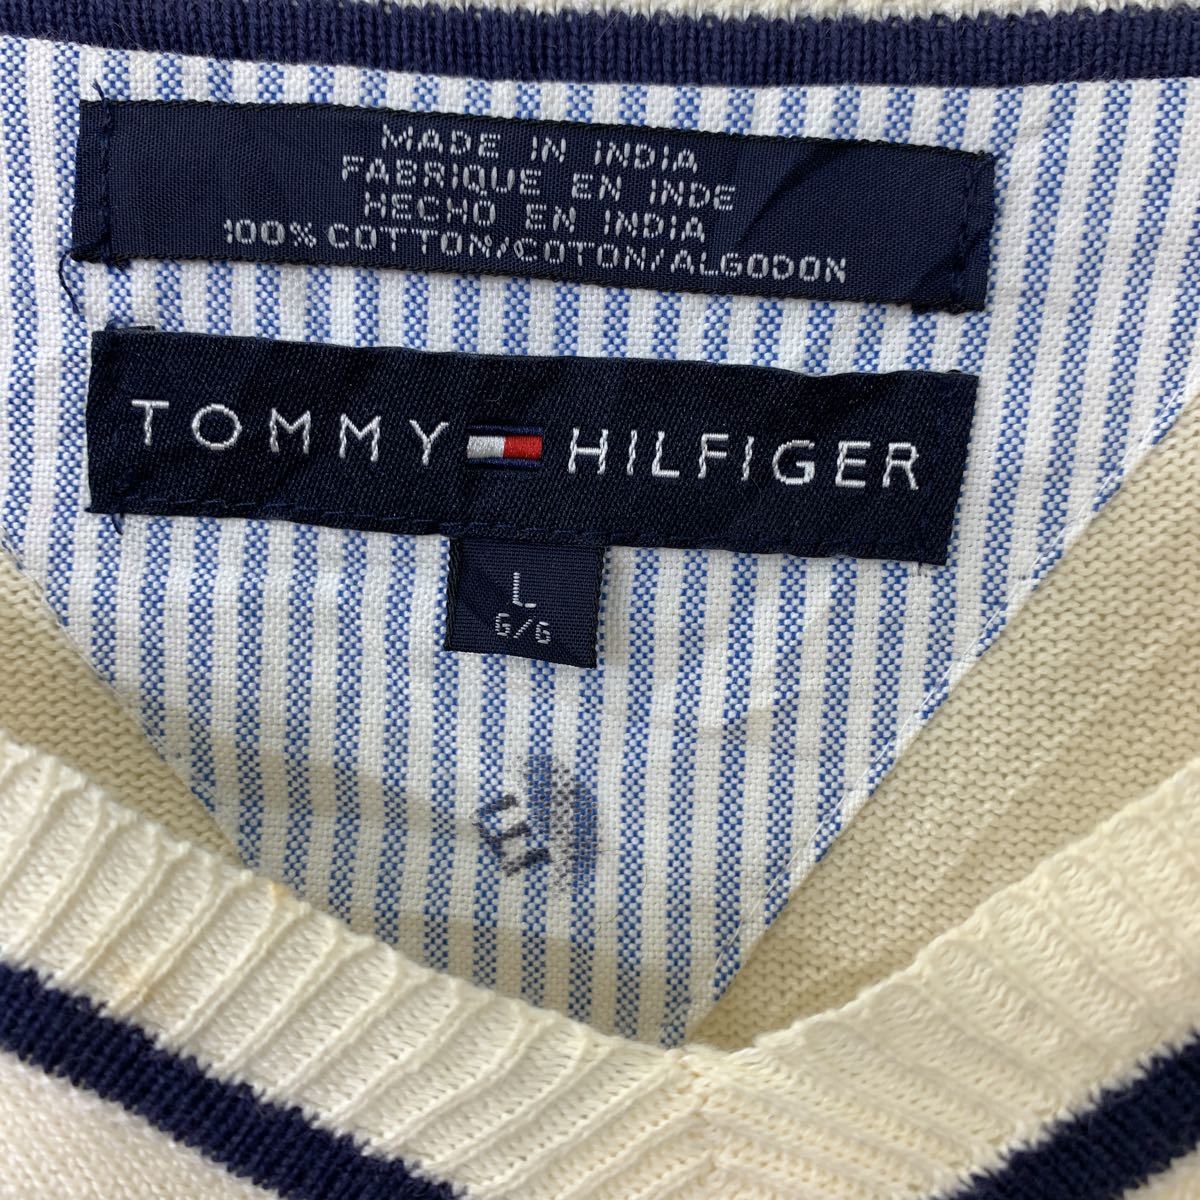 MADE IN INDIA
FABRIQUE EN INDE
HECHO EN INDIA
100% COTTON/COTON/ALGODON
TOMMY HILFIGER
L
G/G